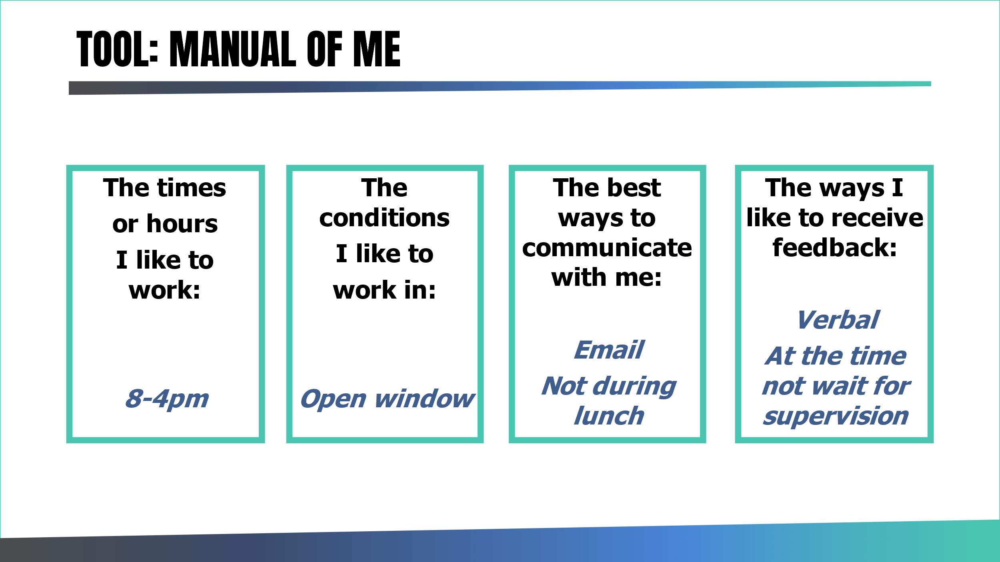 TOOL: MANUAL OF ME
The times
or hours
I like to
work:
8-4pm
The
conditions
I like to
work in:
Open window
The best
ways to
communicate
with me:
Email
Not during
lunch
The ways I
like to receive
feedback:
Verbal
At the time
not wait for
supervision